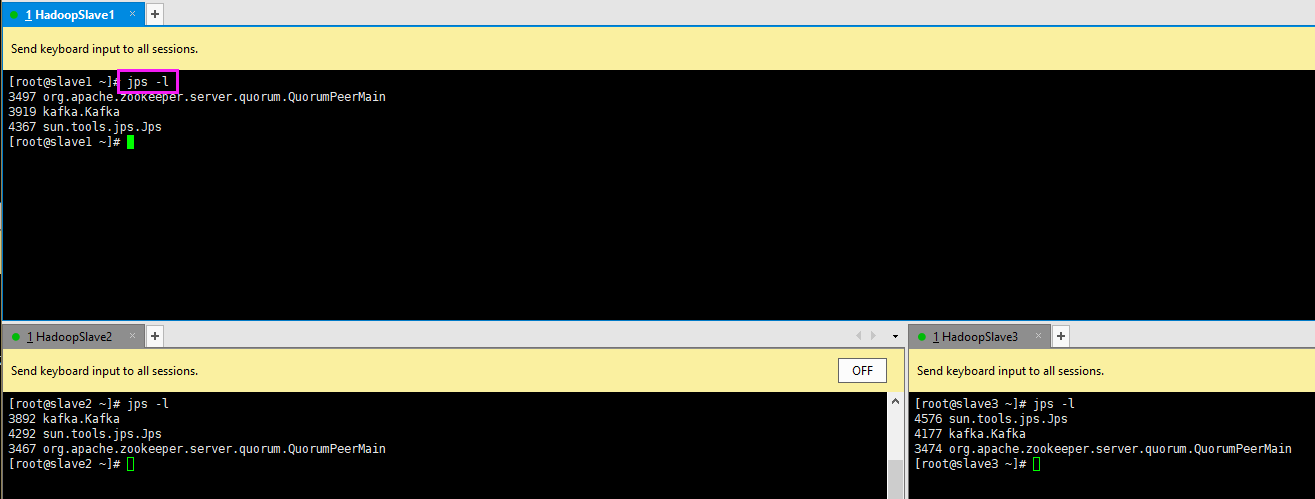 1 HadoopSlave1 × +
Send keyboard input to all sessions.
[root@slave1 ~]# jps -l
3497 org.apache.zookeeper.server.quorum.QuorumPeerMain
3919 kafka.Kafka
4367 sun.tools.jps.Jps
[root@slave1 ~]#
1 HadoopSlave2 × +
Send keyboard input to all sessions.
OFF
[root@slave2 ~]# jps -l
3892 kafka.Kafka
4292 sun.tools.jps.Jps
3467 org.apache.zookeeper.server.quorum.QuorumPeerMain
[root@slave2 ~]#
1 HadoopSlave3 × +
Send keyboard input to all sessions.
[root@slave3 ~]# jps -l
4576 sun.tools.jps.Jps
4177 kafka.Kafka
3474 org.apache.zookeeper.server.quorum.QuorumPeerMain
[root@slave3 ~]#